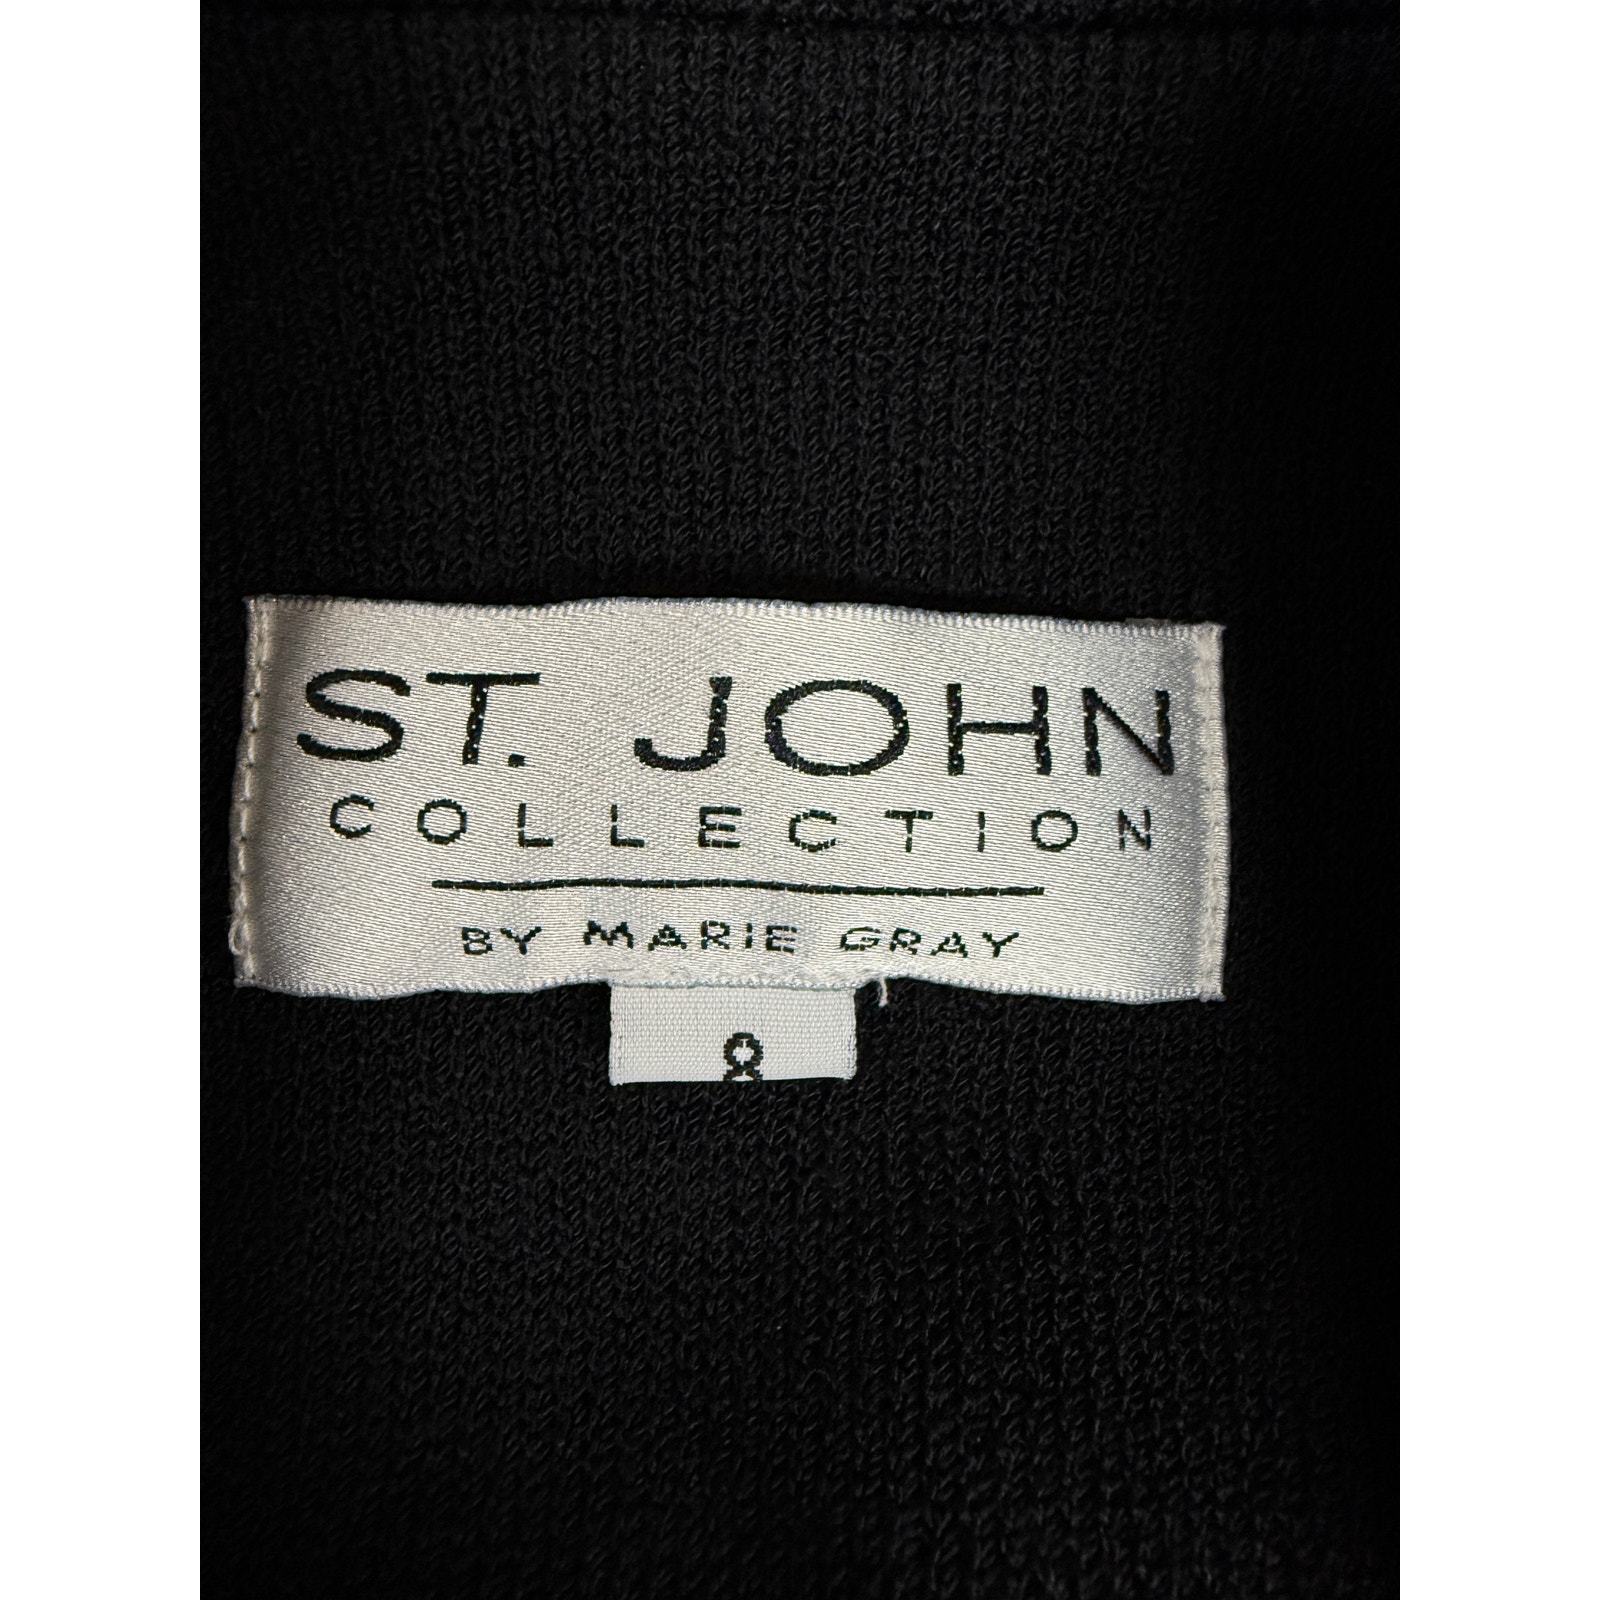 ST. JOHN
COLLECTION
BY MARIE GRAY
8